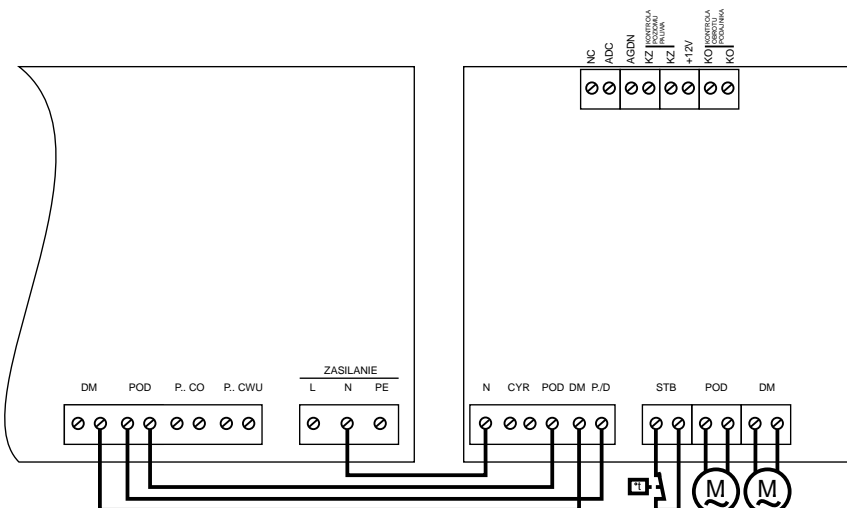 NC
ADC
AGDN
KZ
KONTROLA
POZIOMU
PALIWA
KZ
+12V
KO
KONTROLA
OBROTU
PODAJNIKA
KO
ZASILANIE
DM POD P.. CO P.. CWU L N PE N CYR POD DM P./D STB POD DM
°t M M
~ ~